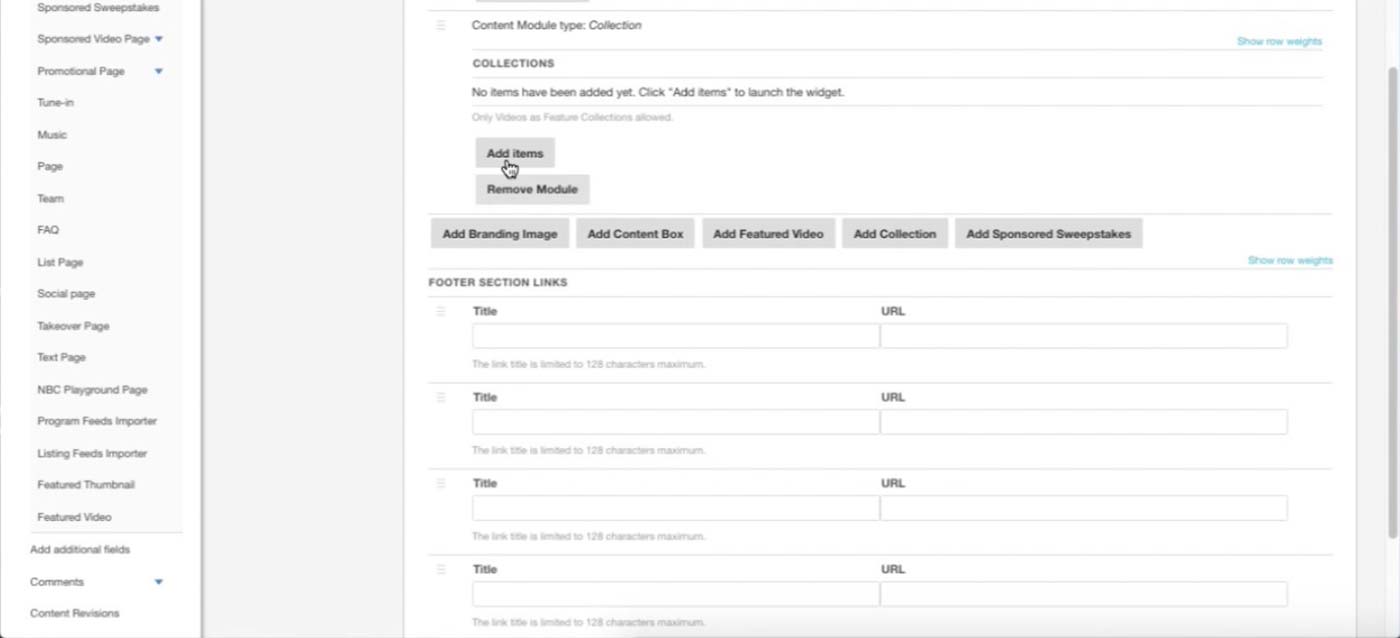 Sponsored Sweepstakes
Sponsored Video Page
Promotional Page
Tune-in
Music
Page
Team
FAQ
List Page
Social page
Takeover Page
Text Page
NBC Playground Page
Program Feeds Importer
Listing Feeds Importer
Featured Thumbnail
Featured Video
Add additional fields
Comments
Content Revisions
Content Module type: Collection
Show row weights
COLLECTIONS
No items have been added yet. Click "Add items" to launch the widget.
Only Videos as Feature Collections allowed.
Add items
Remove Module
Add Branding Image Add Content Box Add Featured Video Add Collection Add Sponsored Sweepstakes
Show row weights
FOOTER SECTION LINKS
Title URL
The link title is limited to 128 characters maximum.
Title URL
The link title is limited to 128 characters maximum.
Title URL
The link title is limited to 128 characters maximum.
Title URL
The link title is limited to 128 characters maximum.